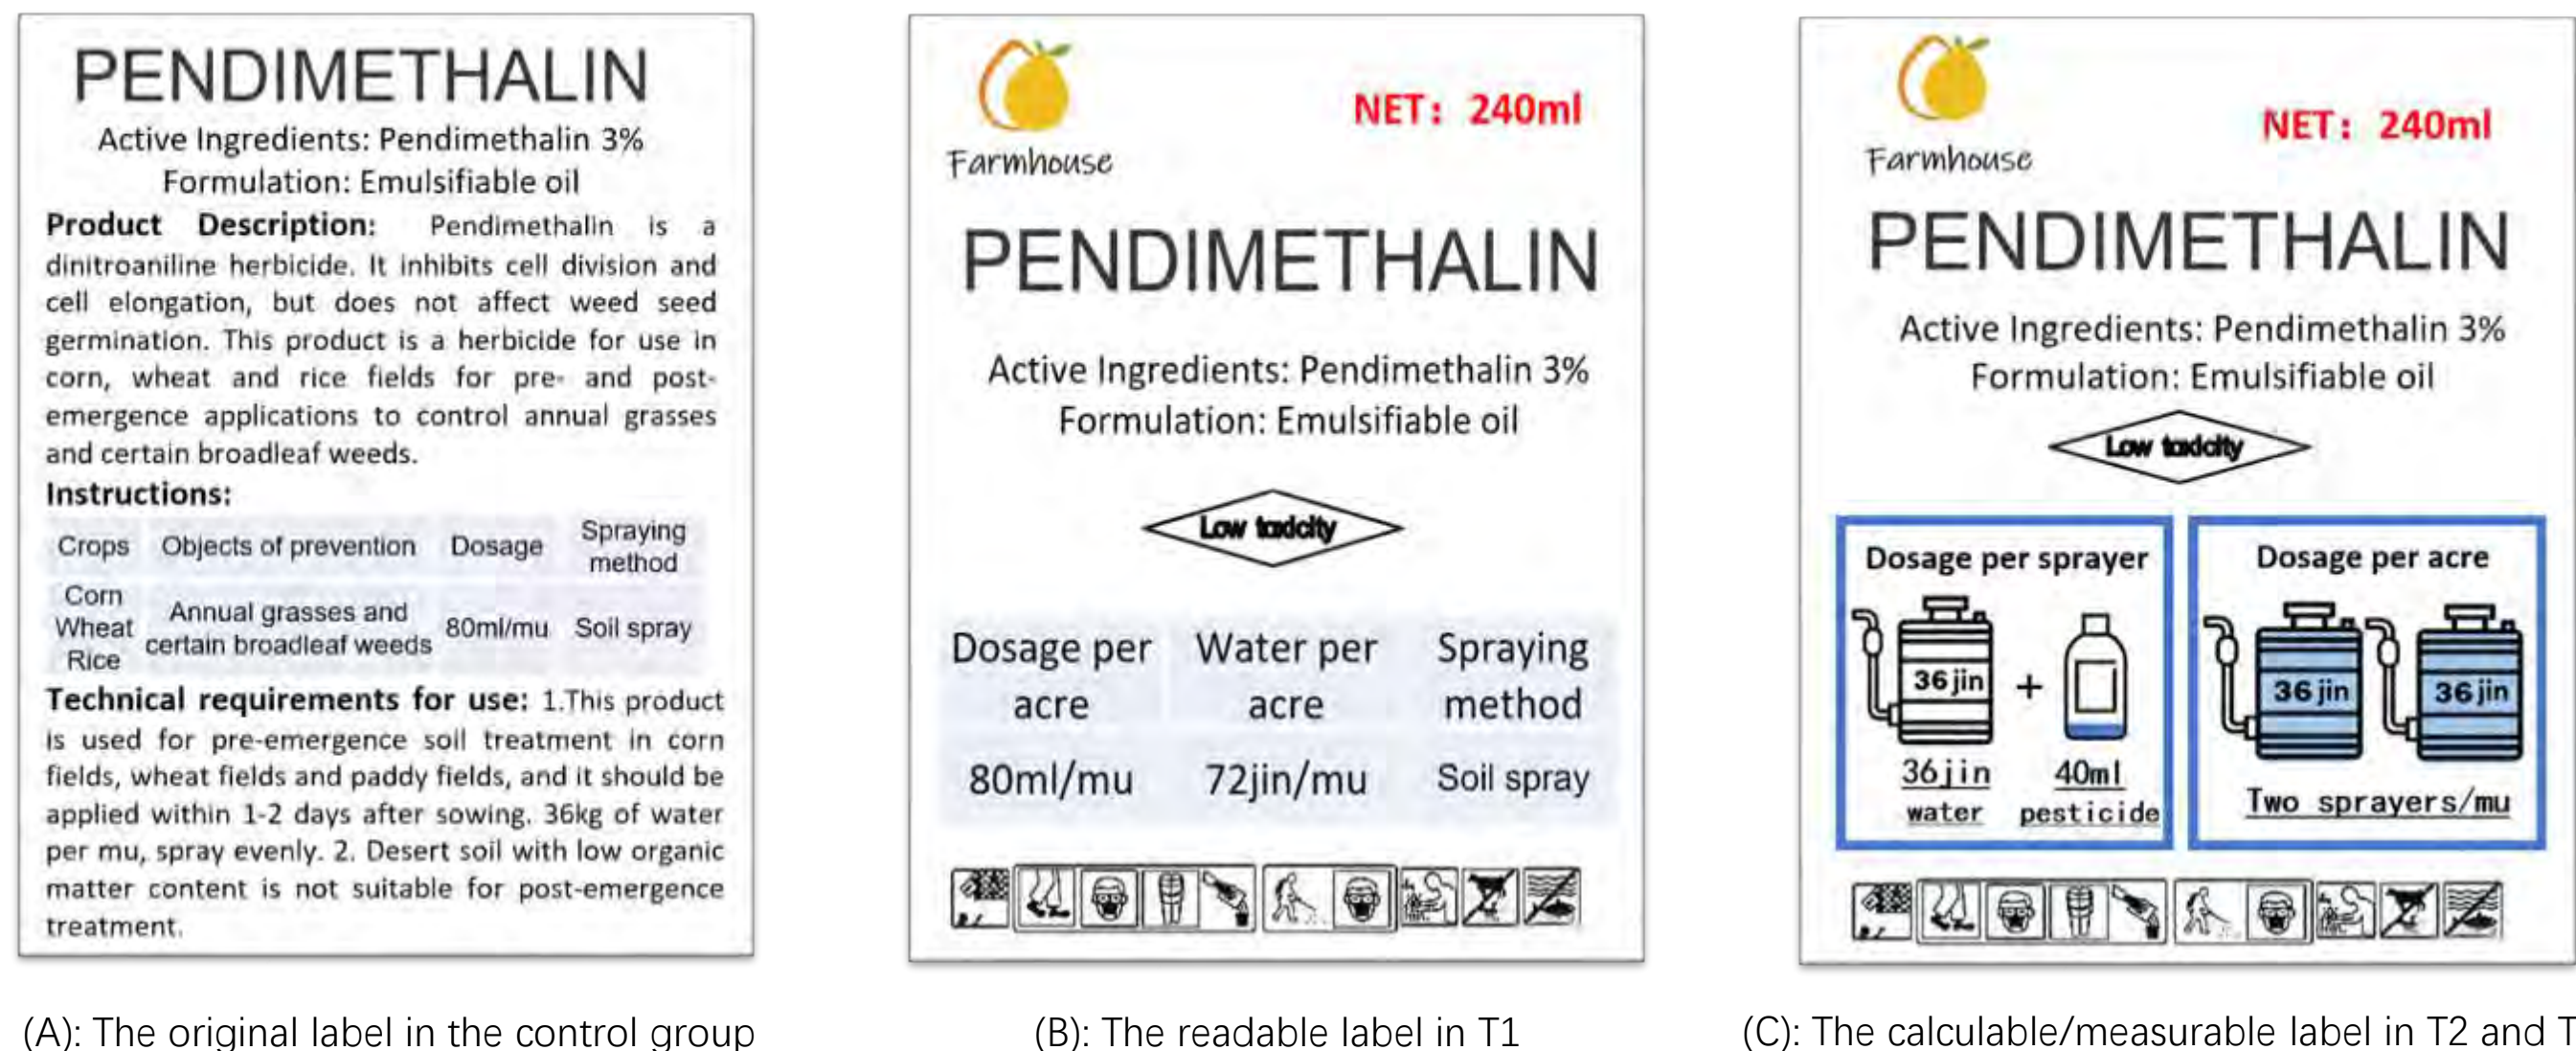 PENDIMETHALIN
Active Ingredients: Pendimethalin 3%
Formulation: Emulsifiable oil
Product Description: Pendimethalin is a
dinitroaniline herbicide. It inhibits cell division and
cell elongation, but does not affect weed seed
germination. This product is a herbicide for use in
corn, wheat and rice fields for pre- and post-
emergence applications to control annual grasses
and certain broadleaf weeds.
Instructions:
Crops Objects of prevention Dosage Spraying method
Corn
Wheat
Rice
Annual grasses and
certain broadleaf weeds
80ml/mu
Soil spray
Technical requirements for use: 1.This product
is used for pre-emergence soil treatment in corn
fields, wheat fields and paddy fields, and it should be
applied within 1-2 days after sowing. 36kg of water
per mu, spray evenly. 2. Desert soil with low organic
matter content is not suitable for post-emergence
treatment.
(A): The original label in the control group
Farmhouse
NET: 240ml
PENDIMETHALIN
Active Ingredients: Pendimethalin 3%
Formulation: Emulsifiable oil
Low toxicity
Dosage per acre
Water per acre
Spraying method
80ml/mu 72jin/mu Soil spray
(B): The readable label in T1
Farmhouse
NET: 240ml
PENDIMETHALIN
Active Ingredients: Pendimethalin 3%
Formulation: Emulsifiable oil
Low toxicity
Dosage per sprayer
36 jin
+
36jin
water
40ml
pesticide
Dosage per acre
36 jin
36 jin
Two sprayers/mu
(C): The calculable/measurable label in T2 and T